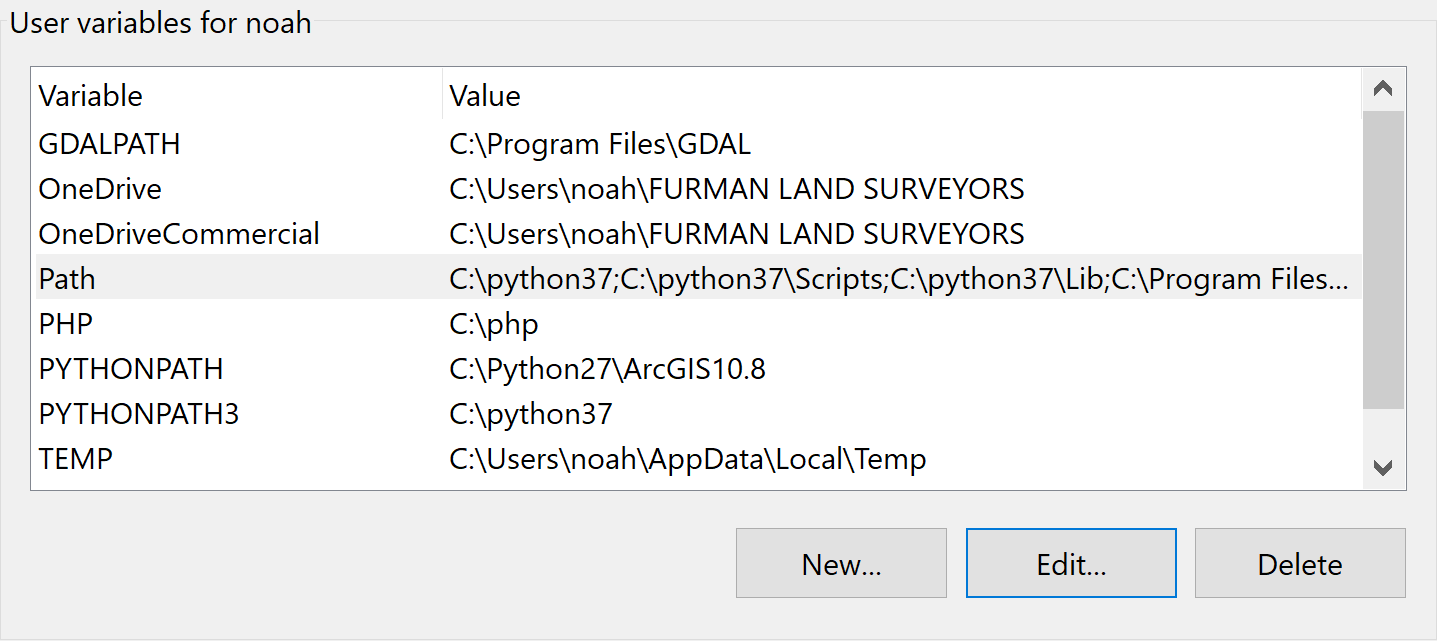 User variables for noah
Variable Value
GDALPATH C:\Program Files\GDAL
OneDrive C:\Users\noah\FURMAN LAND SURVEYORS
OneDriveCommercial C:\Users\noah\FURMAN LAND SURVEYORS
Path C:\python37;C:\python37\Scripts;C:\python37\Lib;C:\Program Files...
PHP C:\php
PYTHONPATH C:\Python27\ArcGIS10.8
PYTHONPATH3 C:\python37
TEMP C:\Users\noah\AppData\Local\Temp
New... Edit... Delete